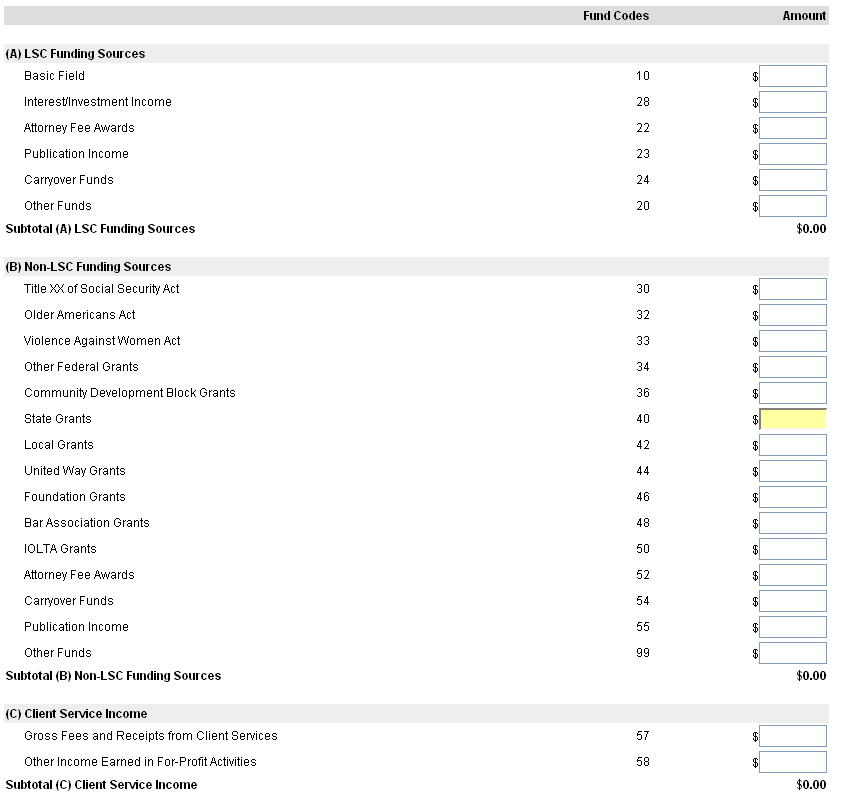 Fund Codes Amount
(A) LSC Funding Sources
Basic Field 10 $
Interest/Investment Income 28 $
Attorney Fee Awards 22 $
Publication Income 23 $
Carryover Funds 24 $
Other Funds 20 $
Subtotal (A) LSC Funding Sources $0.00
(B) Non-LSC Funding Sources
Title XX of Social Security Act 30 $
Older Americans Act 32 $
Violence Against Women Act 33 $
Other Federal Grants 34 $
Community Development Block Grants 36 $
State Grants 40 $
Local Grants 42 $
United Way Grants 44 $
Foundation Grants 46 $
Bar Association Grants 48 $
IOLTA Grants 50 $
Attorney Fee Awards 52 $
Carryover Funds 54 $
Publication Income 55 $
Other Funds 99 $
Subtotal (B) Non-LSC Funding Sources $0.00
(C) Client Service Income
Gross Fees and Receipts from Client Services 57 $
Other Income Earned in For-Profit Activities 58 $
Subtotal (C) Client Service Income $0.00